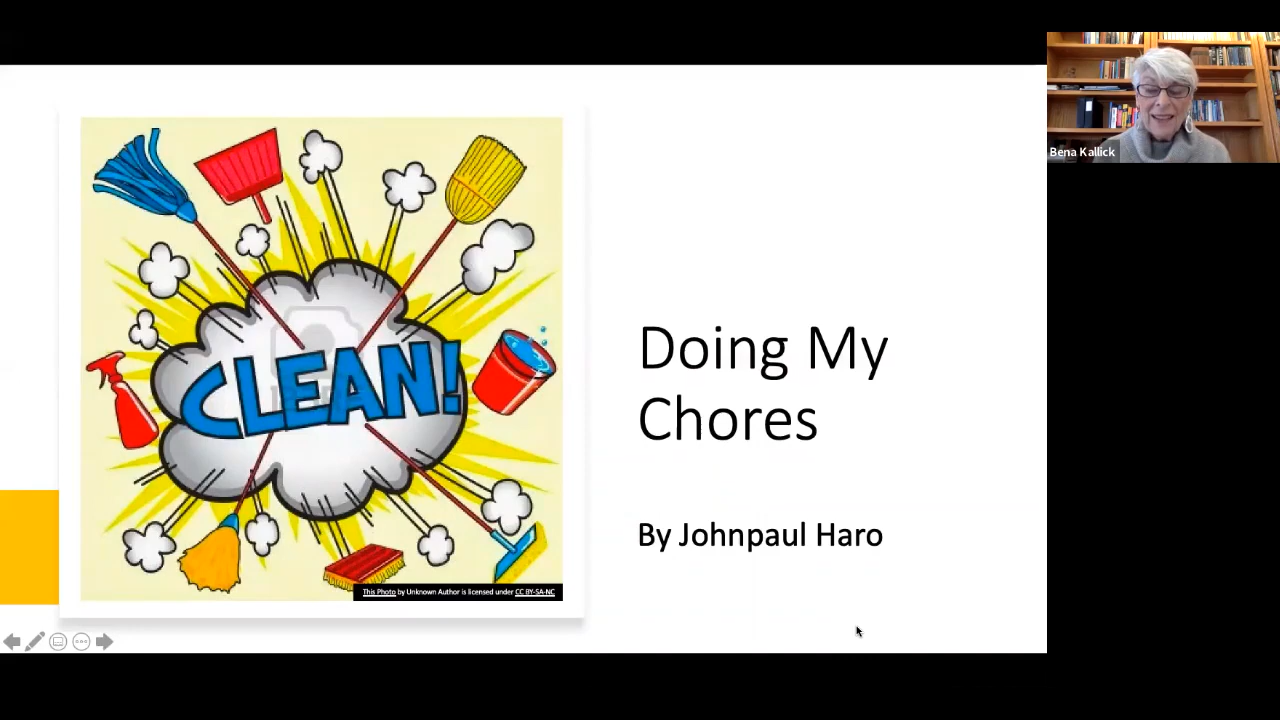 Bena Kallick
CLEAN!
Doing My
Chores
By Johnpaul Haro
This Photo by Unknown Author is licensed under CC BY-SA-NC